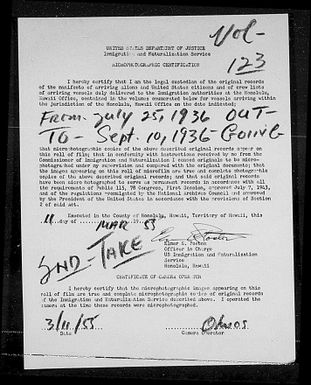 Vol-
123
UNITED STATES DEPARTMENT OF JUSTICE
Immigration and Naturalization Service
MICROPHOTOGRAPHIC CERTIFICATION
I hereby certify that I am the legal custodian of the original records
of the manifests of arriving aliens and United States citizens and of crew lists
of arriving vessels duly delivered to the Immigration authorities at the Honolulu,
Hawaii Office, contained in the volumes enumerated below for vessels arriving within
the jurisdiction of the Honolulu, Hawaii Office on the date indicated;
From. July 25, 1936 OUT-
TO- Sept. 10, 1936-GOING
that microphotographic copies of the above described original records appear on
this roll of film; that in conformity with instructions received by me from the
Commissioner of Immigration and Naturalization I caused originals to be micro-
photographed under my supervision and compared with the original documents; that
the images appearing on this roll of microfilm are true and complete photographic
copies of the above described original records; and that said original records
have been microphotographed to serve as permanent records in accordance with the
requirements of Public 115, 78 Congress, First Session, approved July 7, 1943,
and of the regulations promulgated by the National Archives Council and approved
by the President of the United States in accordance with the provisions of Section
2 of said act.
Executed in the County of Honolulu, Hawaii, Territory of Hawaii, this
11 day of MAR 55
2ND-TAKE
Elmer S. Poston
Officer in Charge
US Immigration and Naturalization
Service
Honolulu, Hawaii
CERTIFICATE OF CAMERA OPERATOR
I hereby certify that the microphotographic images appearing on this
roll of film are true and complete microphotographic copies of original records
of the Immigration and Naturalization Service described above. I operated the
camera at the time these records were microphotographed.
3/11/55
Date
Camera Operator